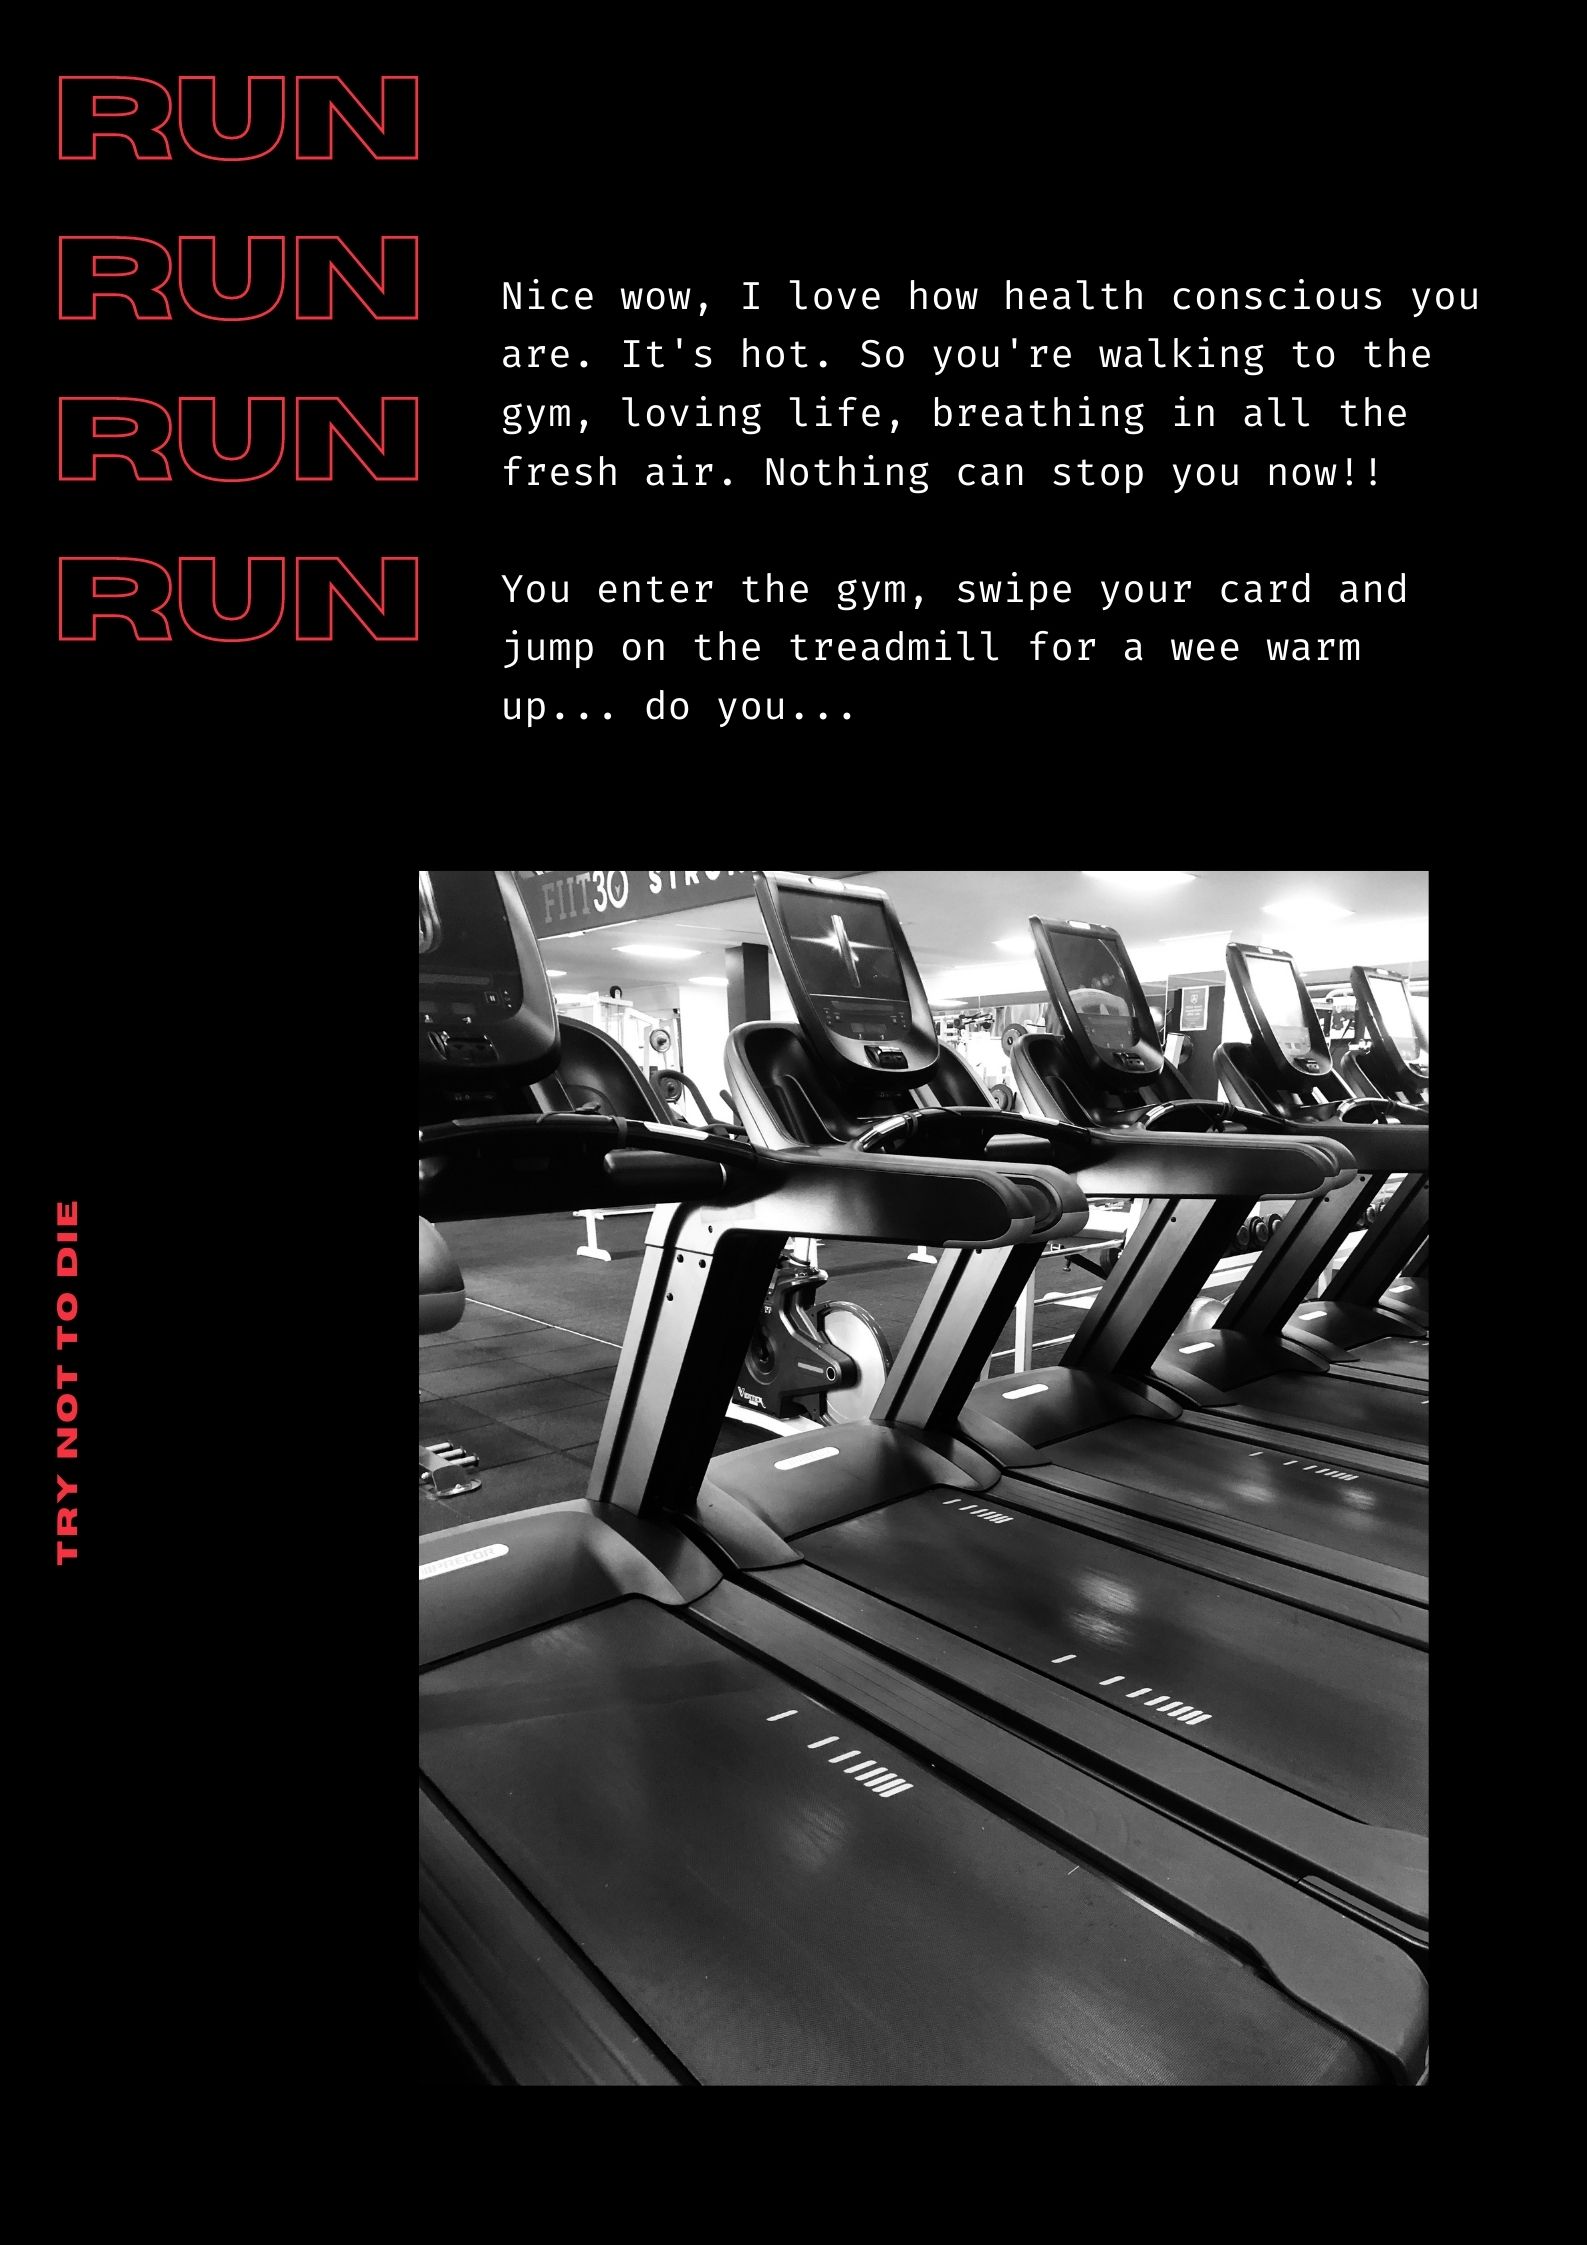 RUN
RUN
RUN
RUN
Nice wow, I love how health conscious you
are. It's hot. So you're walking to the
gym, loving life, breathing in all the
fresh air. Nothing can stop you now!!
You enter the gym, swipe your card and
jump on the treadmill for a wee warm
up... do you...
TRY NOT TO DIE
FIIT30
PRECOR